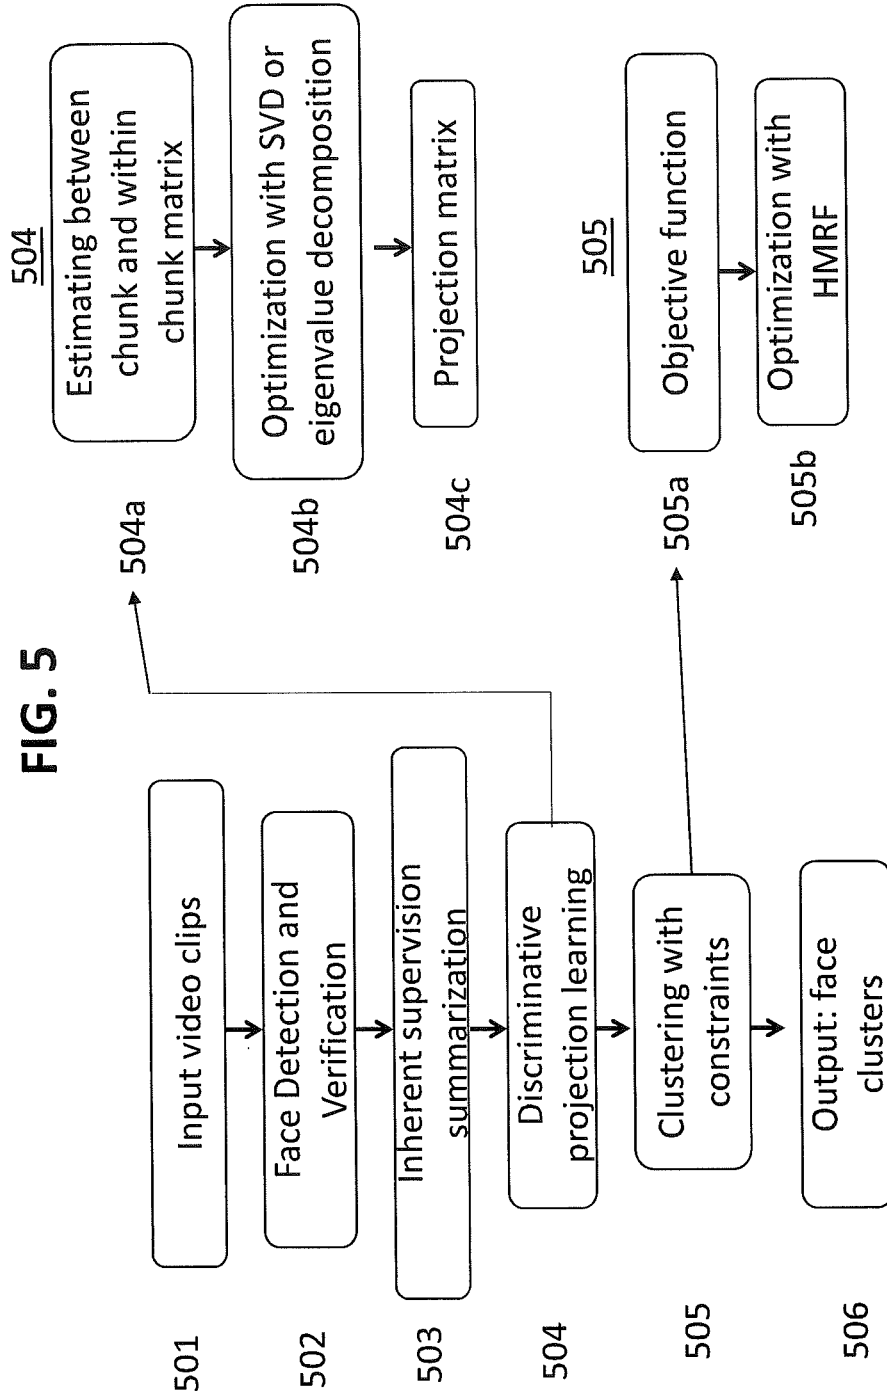 FIG. 5
501
Input video clips
502
Face Detection and
Verification
503
Inherent supervision
summarization
504
Discriminative
projection learning
505
Clustering with
constraints
506
Output: face
clusters
504
504a
Estimating between
chunk and within
chunk matrix
504b
Optimization with SVD or
eigenvalue decomposition
504c
Projection matrix
505
505a
Objective function
505b
Optimization with
HMRF